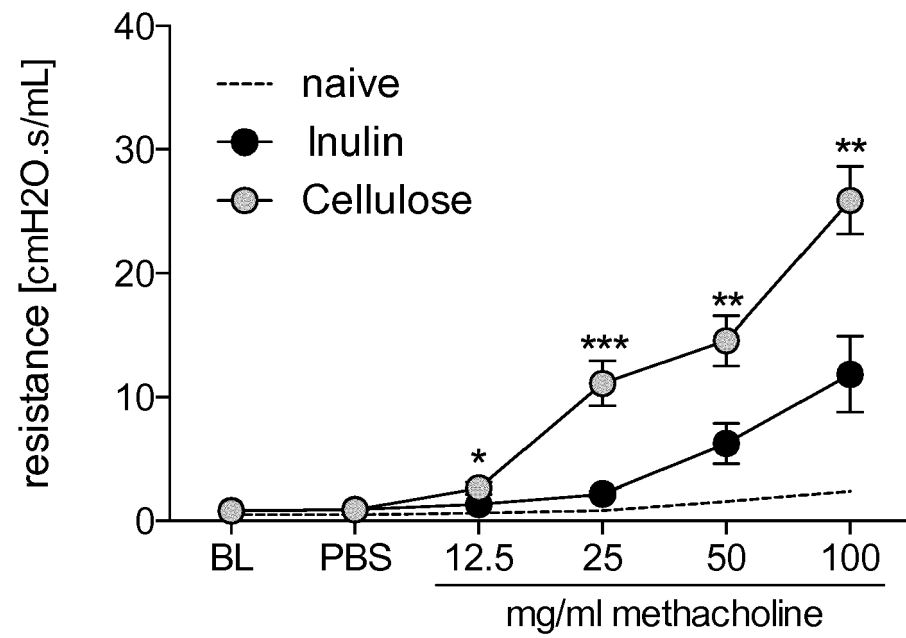 resistance [cmH2O.s/mL]
40
30
20
10
0
naive
Inulin
Cellulose
*
***
**
**
BL PBS 12.5 25 50 100
mg/ml methacholine